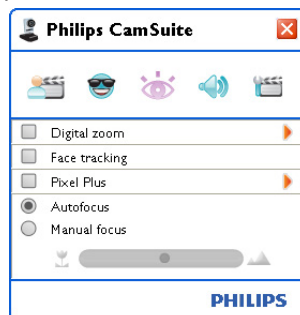 Philips CamSuite
Digital zoom
Face tracking
Pixel Plus
Autofocus
Manual focus
PHILIPS